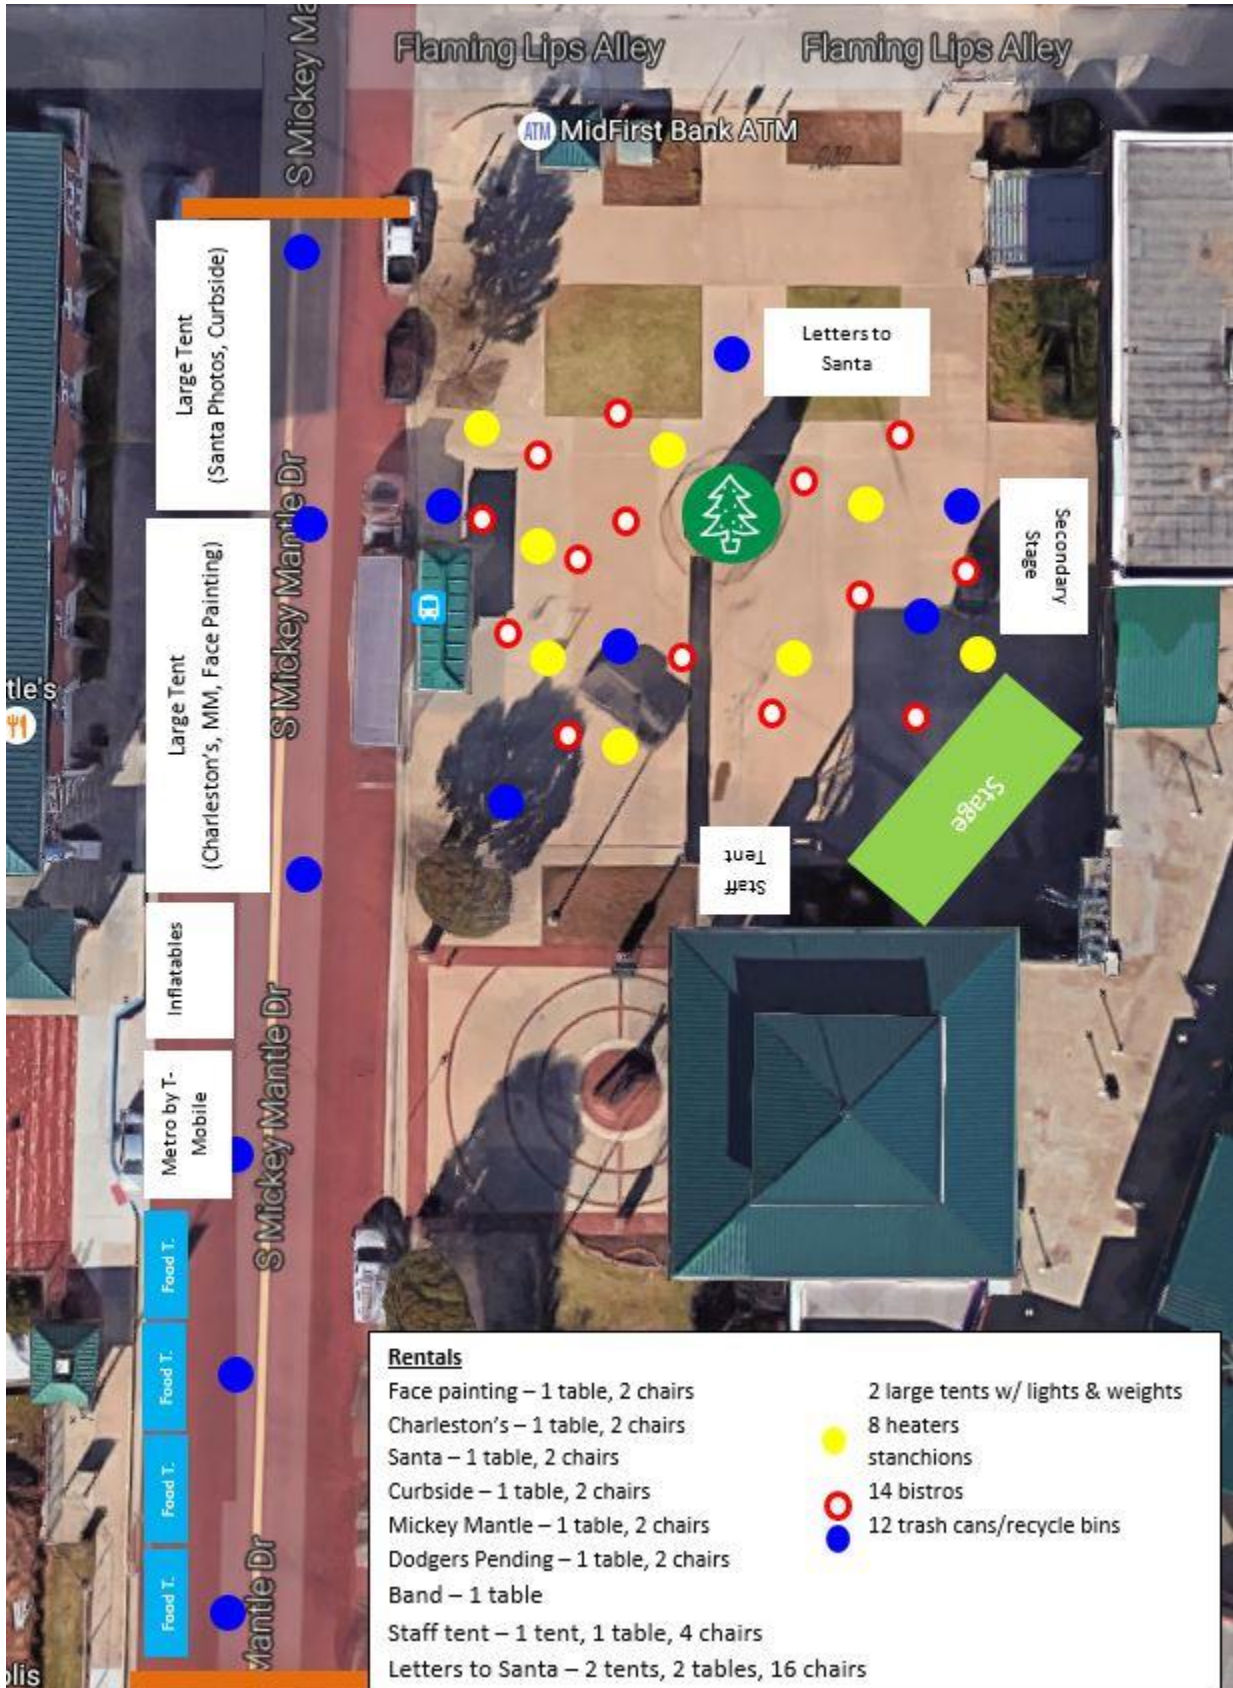 S Mickey Ma
Flaming Lips Alley
Flaming Lips Alley
ATM
MidFirst Bank ATM
Large Tent
(Santa Photos, Curbside)
Letters to
Santa
S Mickey Mantle Dr
Secondary
Stage
Large Tent
(Charleston's, MM, Face Painting)
tle's
Stage
Staff
Tent
Inflatables
S Mickey Mantle Dr
Metro by T-
Mobile
Food T.
Food T.
Food T.
Food T.
Mantle Dr
olis
Rentals
Face painting – 1 table, 2 chairs
Charleston's – 1 table, 2 chairs
Santa – 1 table, 2 chairs
Curbside – 1 table, 2 chairs
Mickey Mantle – 1 table, 2 chairs
Dodgers Pending – 1 table, 2 chairs
Band – 1 table
Staff tent – 1 tent, 1 table, 4 chairs
Letters to Santa – 2 tents, 2 tables, 16 chairs
2 large tents w/ lights & weights
8 heaters
stanchions
14 bistros
12 trash cans/recycle bins